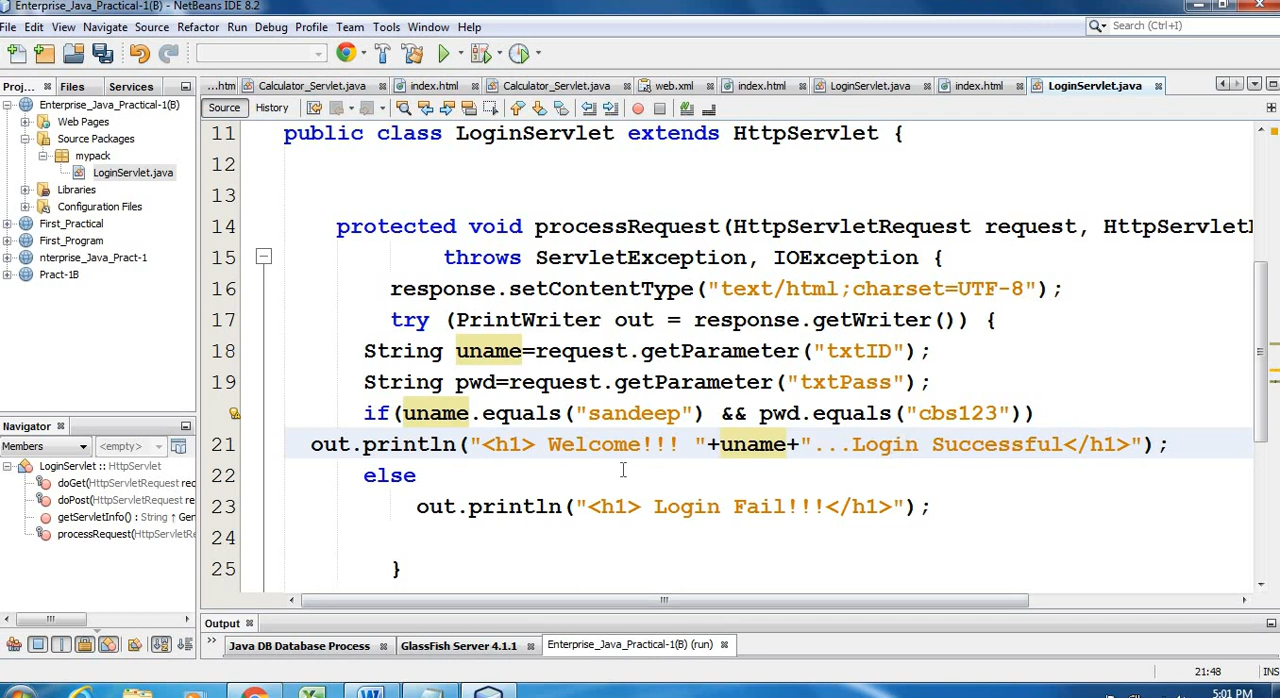 Enterprise_Java_Practical-1(B) - NetBeans IDE 8.2
File Edit View Navigate Source Refactor Run Debug Profile Team Tools Window Help
Search (Ctrl+I)
Proj... Files Services
...htm Calculator_Servlet.java index.html Calculator_Servlet.java web.xml index.html LoginServlet.java index.html LoginServlet.java
Source History
Enterprise_Java_Practical-1(B)
Web Pages
Source Packages
mypack
LoginServlet.java
Libraries
Configuration Files
First_Practical
First_Program
nterprise_Java_Pract-1
Pract-1B
11 public class LoginServlet extends HttpServlet {
12
13
14 protected void processRequest(HttpServletRequest request, HttpServletR
15 throws ServletException, IOException {
16 response.setContentType("text/html;charset=UTF-8");
17 try (PrintWriter out = response.getWriter()) {
18 String uname=request.getParameter("txtID");
19 String pwd=request.getParameter("txtPass");
if(uname.equals("sandeep") && pwd.equals("cbs123"))
21 out.println("<h1> Welcome!!! "+uname+"...Login Successful</h1>");
22 else
23 out.println("<h1> Login Fail!!!</h1>");
24
25 }
Navigator
Members <empty>
LoginServlet :: HttpServlet
doGet(HttpServletRequest req
doPost(HttpServletRequest re
getServletInfo() : String ↑ Gen
processRequest(HttpServletRe
Output
Java DB Database Process GlassFish Server 4.1.1 Enterprise_Java_Practical-1(B) (run)
21:48 INS
5:01 PM